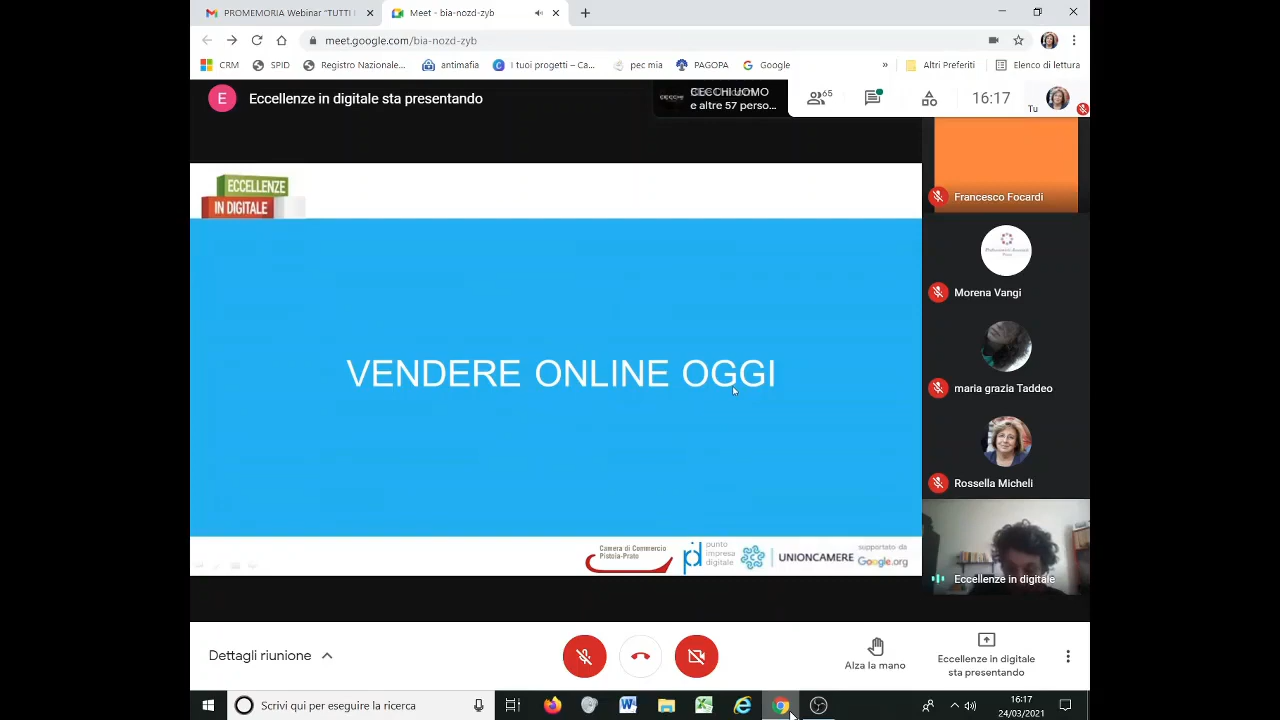 PROMEMORIA Webinar "TUTTI I
Meet - bia-nozd-zyb
meet.google.com/bia-nozd-zyb
CRM
SPID
Registro Nazionale...
antimafia
I tuoi progetti – Ca...
pec mia
PAGOPA
Google
»
Altri Preferiti
Elenco di lettura
E
Eccellenze in digitale sta presentando
CECCHI UOMO
e altre 57 perso...
65
16:17
Tu
ECCELLENZE
IN DIGITALE
Francesco Focardi
Morena Vangi
VENDERE ONLINE OGGI
maria grazia Taddeo
Rossella Micheli
Camera di Commercio
Pistoia-Prato
punto
impresa
digitale
UNIONCAMERE
supportato da
Google.org
Eccellenze in digitale
Dettagli riunione
Alza la mano
Eccellenze in digitale
sta presentando
Scrivi qui per eseguire la ricerca
16:17
24/03/2021